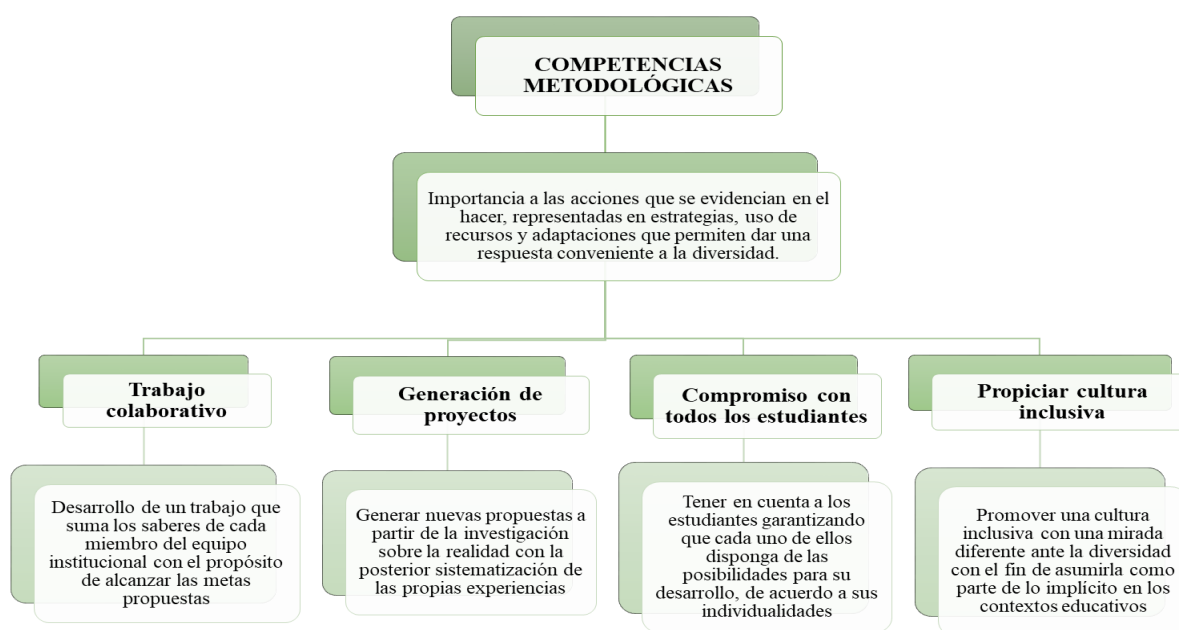 COMPETENCIAS
METODOLÓGICAS
Importancia a las acciones que se evidencian en el
hacer, representadas en estrategias, uso de
recursos y adaptaciones que permiten dar una
respuesta conveniente a la diversidad.
Trabajo
colaborativo
Desarrollo de un trabajo que
suma los saberes de cada
miembro del equipo
institucional con el propósito
de alcanzar las metas
propuestas
Generación de
proyectos
Generar nuevas propuestas a
partir de la investigación
sobre la realidad con la
posterior sistematización de
las propias experiencias
Compromiso con
todos los estudiantes
Tener en cuenta a los
estudiantes garantizando
que cada uno de ellos
disponga de las
posibilidades para su
desarrollo, de acuerdo a sus
individualidades
Propiciar cultura
inclusiva
Promover una cultura
inclusiva con una mirada
diferente ante la diversidad
con el fin de asumirla como
parte de lo implícito en los
contextos educativos